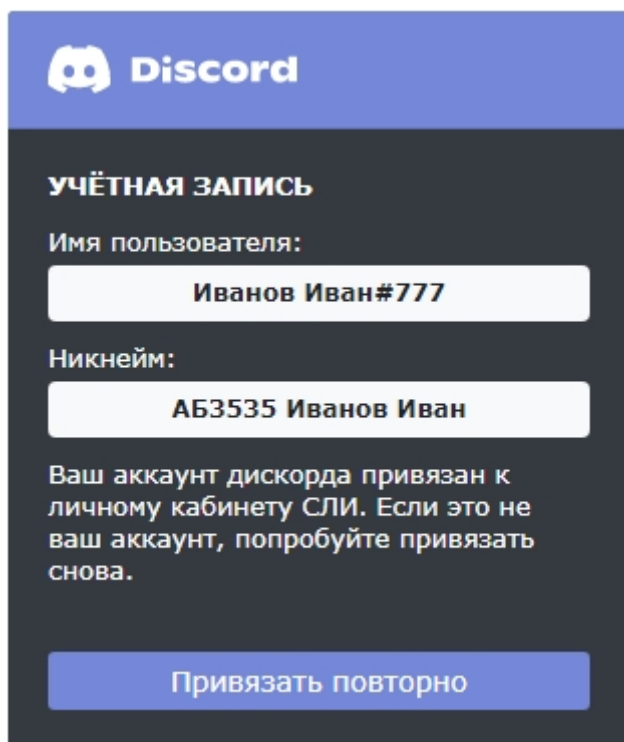 Discord
УЧЁТНАЯ ЗАПИСЬ
Имя пользователя:
Иванов Иван#777
Никнейм:
АБ3535 Иванов Иван
Ваш аккаунт дискорда привязан к
личному кабинету СЛИ. Если это не
ваш аккаунт, попробуйте привязать
снова.
Привязать повторно